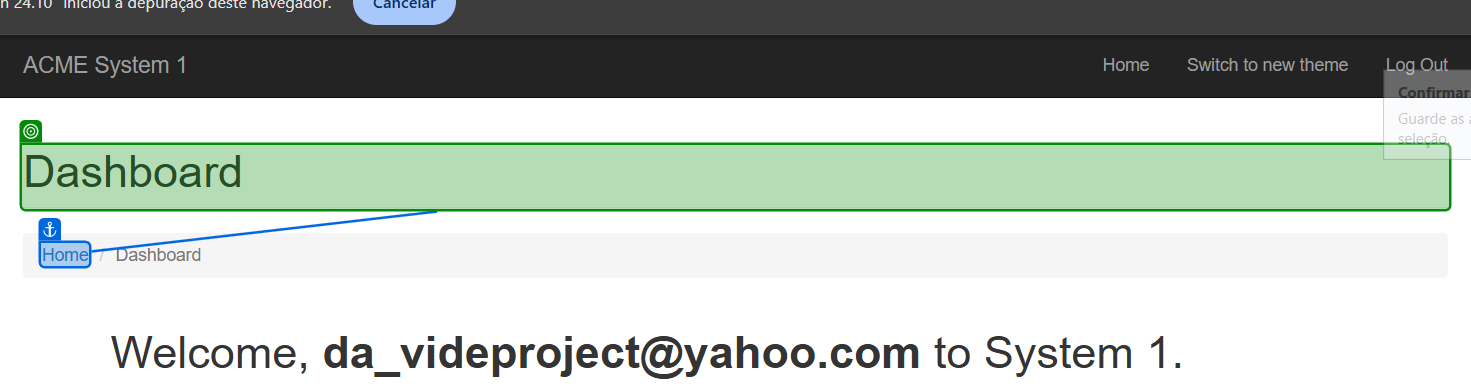 24.10" iniciou a depuração deste navegador.
Cancelar
ACME System 1
Home
Switch to new theme
Log Out
Confirmar
Guarde as a
seleção.
Dashboard
Home / Dashboard
Welcome, da_videproject@yahoo.com to System 1.